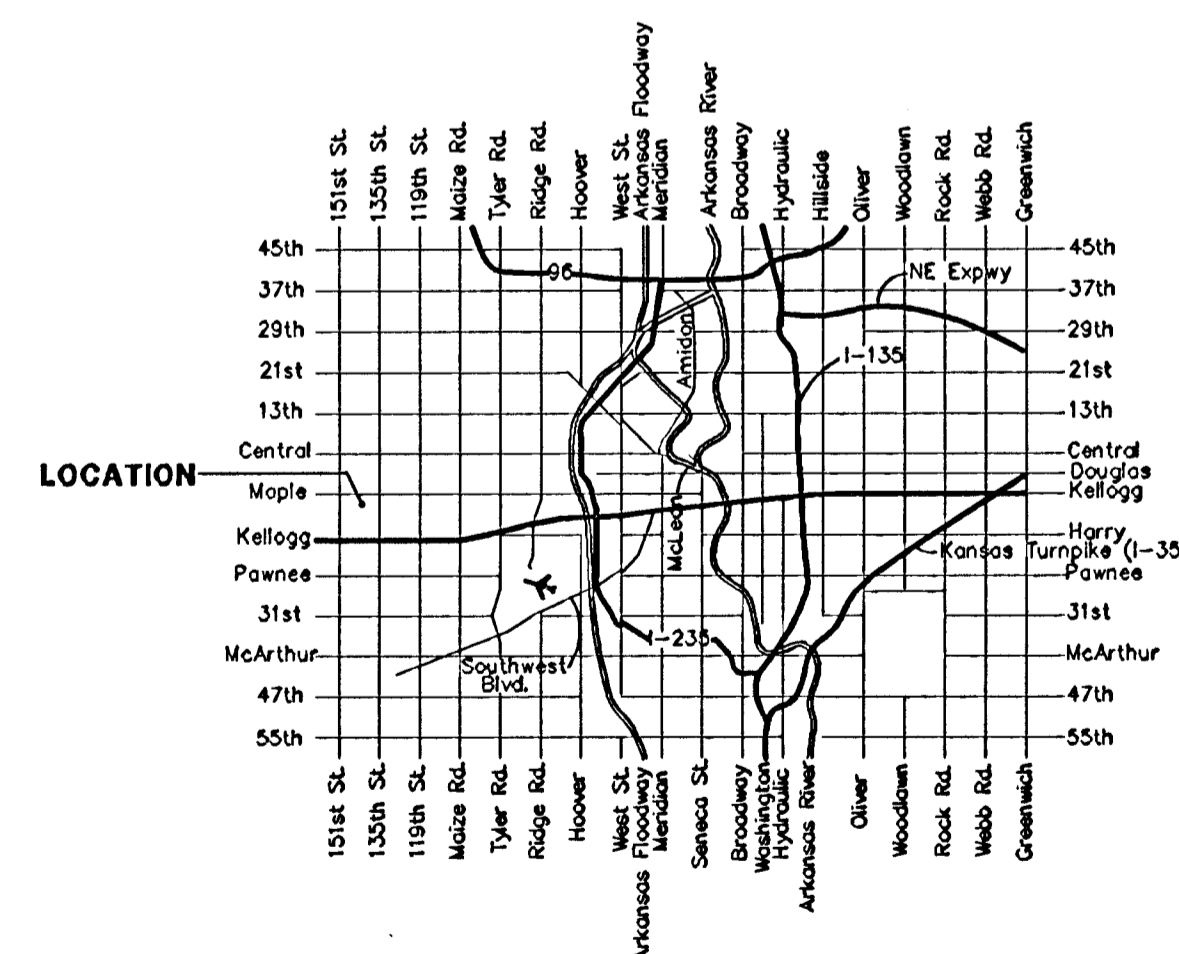 151st St.
135th St.
119th St.
Maize Rd.
Tyler Rd.
Ridge Rd.
Hoover
West St.
Arkansas Floodway
Meridian
Arkansas River
Broadway
Hydraulic
Hillside
Oliver
Woodlawn
Rock Rd.
Webb Rd.
Greenwich
45th
45th
96
NE Expwy
37th
37th
29th
29th
Amidon
I-135
21st
21st
13th
13th
Central
Central
LOCATION
Douglas
Maple
Kellogg
McLean
Kellogg
Harry
Kansas Turnpike (I-35
Pawnee
Pawnee
31st
31st
I-235
McArthur
McArthur
Southwest
Blvd.
47th
47th
55th
55th
151st St.
135th St.
119th St.
Maize Rd.
Tyler Rd.
Ridge Rd.
Hoover
West St.
Arkansas Floodway
Meridian
Seneca St.
Broadway
Washington
Hydraulic
Arkansas River
Oliver
Woodlawn
Rock Rd.
Webb Rd.
Greenwich